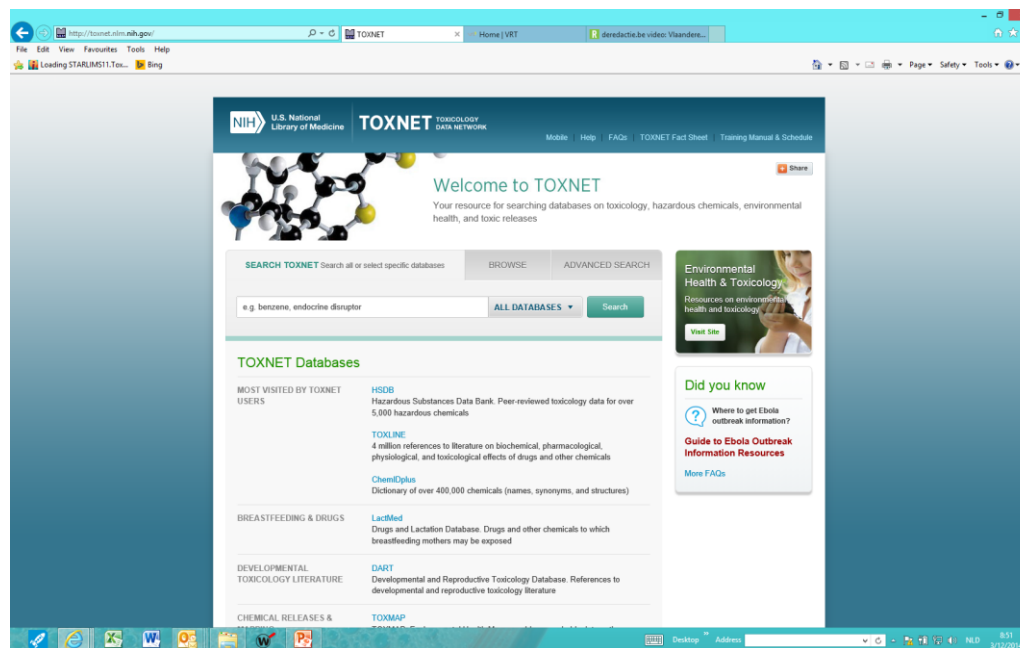 http://toxnet.nlm.nih.gov/
TOXNET
Home | VRT
deredactie.be video: Vlaandere...
File Edit View Favourites Tools Help
Loading STARLIMS11.Tox... Bing
Page Safety Tools
NIH U.S. National Library of Medicine
TOXNET TOXICOLOGY DATA NETWORK
Mobile Help FAQs TOXNET Fact Sheet Training Manual & Schedule
Share
Welcome to TOXNET
Your resource for searching databases on toxicology, hazardous chemicals, environmental
health, and toxic releases
SEARCH TOXNET Search all or select specific databases
BROWSE
ADVANCED SEARCH
e.g. benzene, endocrine disruptor
ALL DATABASES
Search
Environmental
Health & Toxicology
Resources on environmental
health and toxicology
Visit Site
TOXNET Databases
MOST VISITED BY TOXNET
USERS
HSDB
Hazardous Substances Data Bank. Peer-reviewed toxicology data for over
5,000 hazardous chemicals
TOXLINE
4 million references to literature on biochemical, pharmacological,
physiological, and toxicological effects of drugs and other chemicals
ChemIDplus
Dictionary of over 400,000 chemicals (names, synonyms, and structures)
Did you know
Where to get Ebola
outbreak information?
Guide to Ebola Outbreak
Information Resources
More FAQs
BREASTFEEDING & DRUGS
LactMed
Drugs and Lactation Database. Drugs and other chemicals to which
breastfeeding mothers may be exposed
DEVELOPMENTAL
TOXICOLOGY LITERATURE
DART
Developmental and Reproductive Toxicology Database. References to
developmental and reproductive toxicology literature
CHEMICAL RELEASES &
TOXMAP
Desktop Address
NLD
8:51